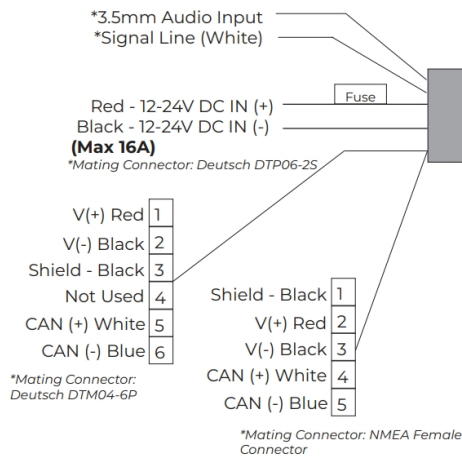 *3.5mm Audio Input
*Signal Line (White)
Fuse
Red - 12-24V DC IN (+)
Black - 12-24V DC IN (-)
(Max 16A)
*Mating Connector: Deutsch DTP06-2S
V(+) Red 1
V(-) Black 2
Shield - Black 3
Not Used 4
CAN (+) White 5
CAN (-) Blue 6
*Mating Connector:
Deutsch DTM04-6P
Shield - Black 1
V(+) Red 2
V(-) Black 3
CAN (+) White 4
CAN (-) Blue 5
*Mating Connector: NMEA Female
Connector